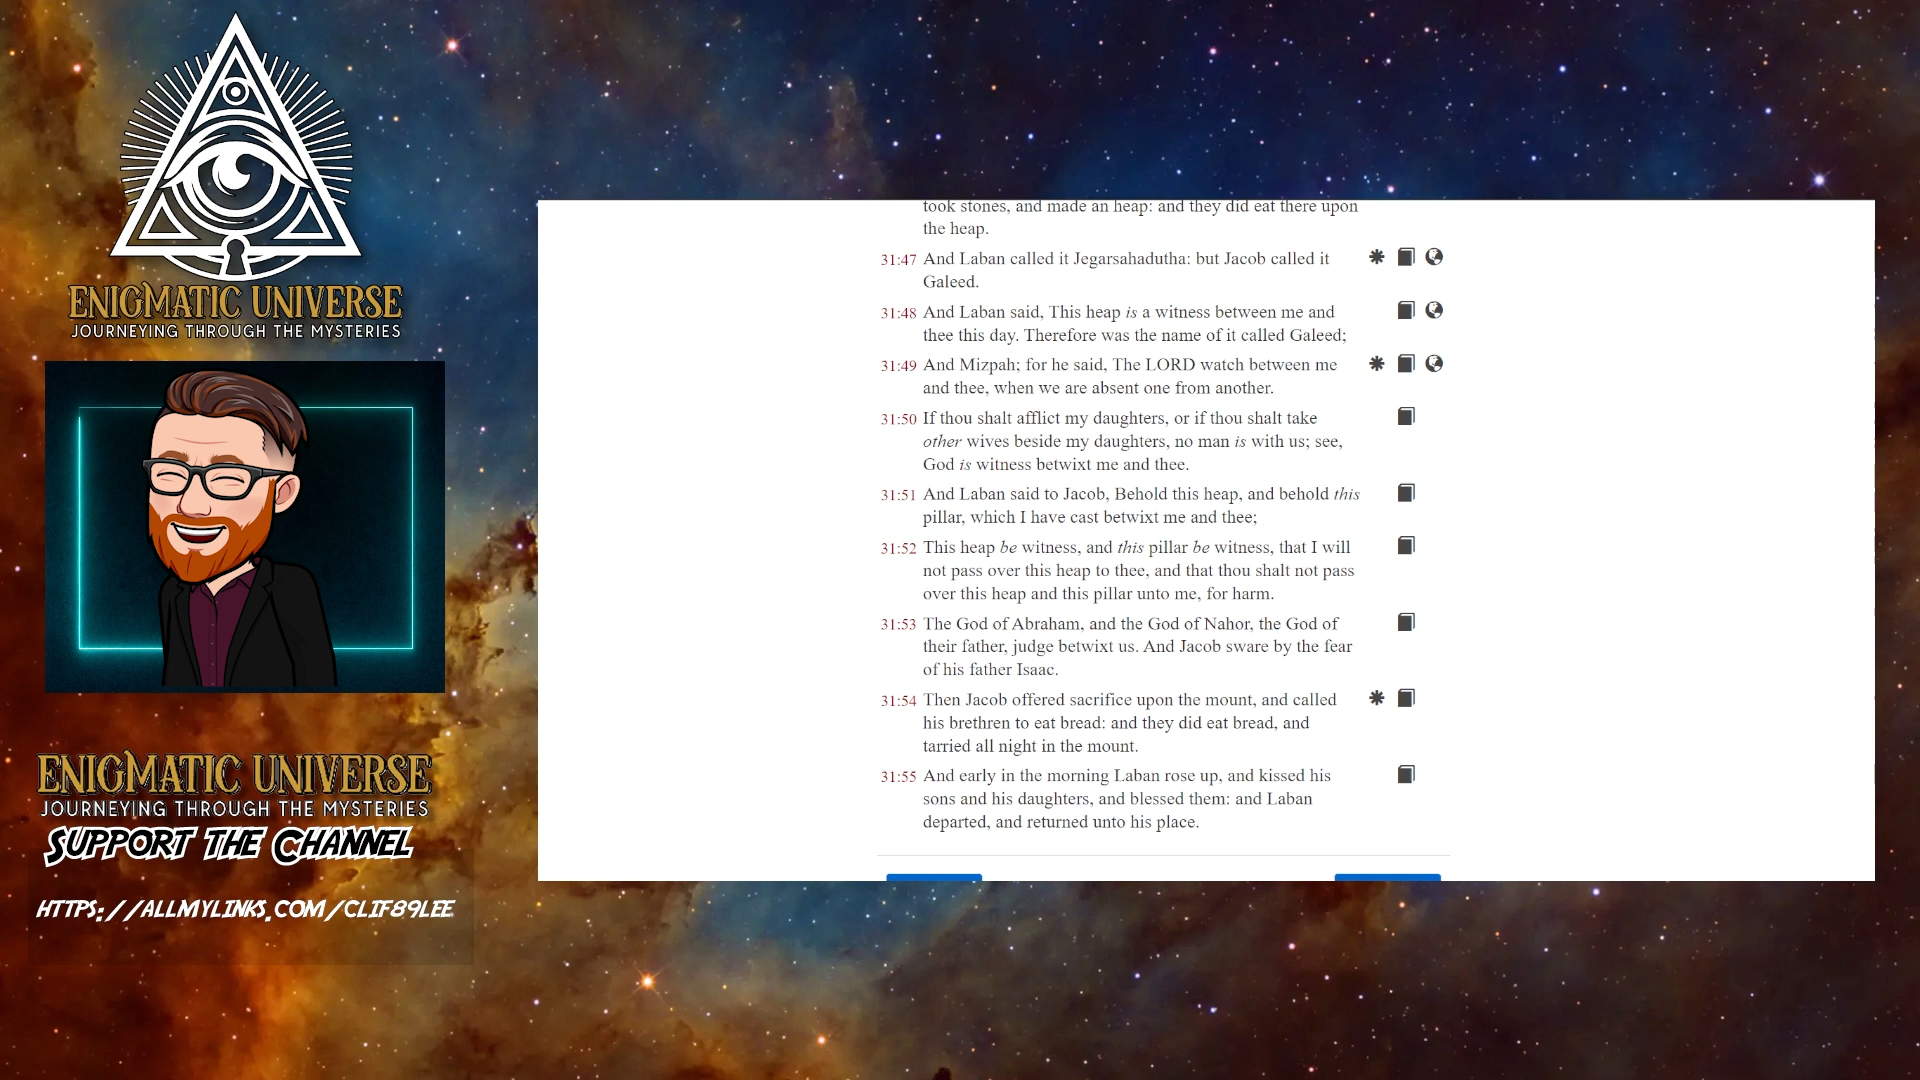 ENIGMATIC UNIVERSE
JOURNEYING THROUGH THE MYSTERIES
ENIGMATIC UNIVERSE
JOURNEYING THROUGH THE MYSTERIES
SUPPORT THE CHANNEL
HTTPS://ALLMYLINKS.COM/CLIF89LEE
took stones, and made an heap: and they did eat there upon
the heap.
31:47 And Laban called it Jegarsahadutha: but Jacob called it
Galeed.
31:48 And Laban said, This heap is a witness between me and
thee this day. Therefore was the name of it called Galeed;
31:49 And Mizpah; for he said, The LORD watch between me
and thee, when we are absent one from another.
31:50 If thou shalt afflict my daughters, or if thou shalt take
other wives beside my daughters, no man is with us; see,
God is witness betwixt me and thee.
31:51 And Laban said to Jacob, Behold this heap, and behold this
pillar, which I have cast betwixt me and thee;
31:52 This heap be witness, and this pillar be witness, that I will
not pass over this heap to thee, and that thou shalt not pass
over this heap and this pillar unto me, for harm.
31:53 The God of Abraham, and the God of Nahor, the God of
their father, judge betwixt us. And Jacob sware by the fear
of his father Isaac.
31:54 Then Jacob offered sacrifice upon the mount, and called
his brethren to eat bread: and they did eat bread, and
tarried all night in the mount.
31:55 And early in the morning Laban rose up, and kissed his
sons and his daughters, and blessed them: and Laban
departed, and returned unto his place.